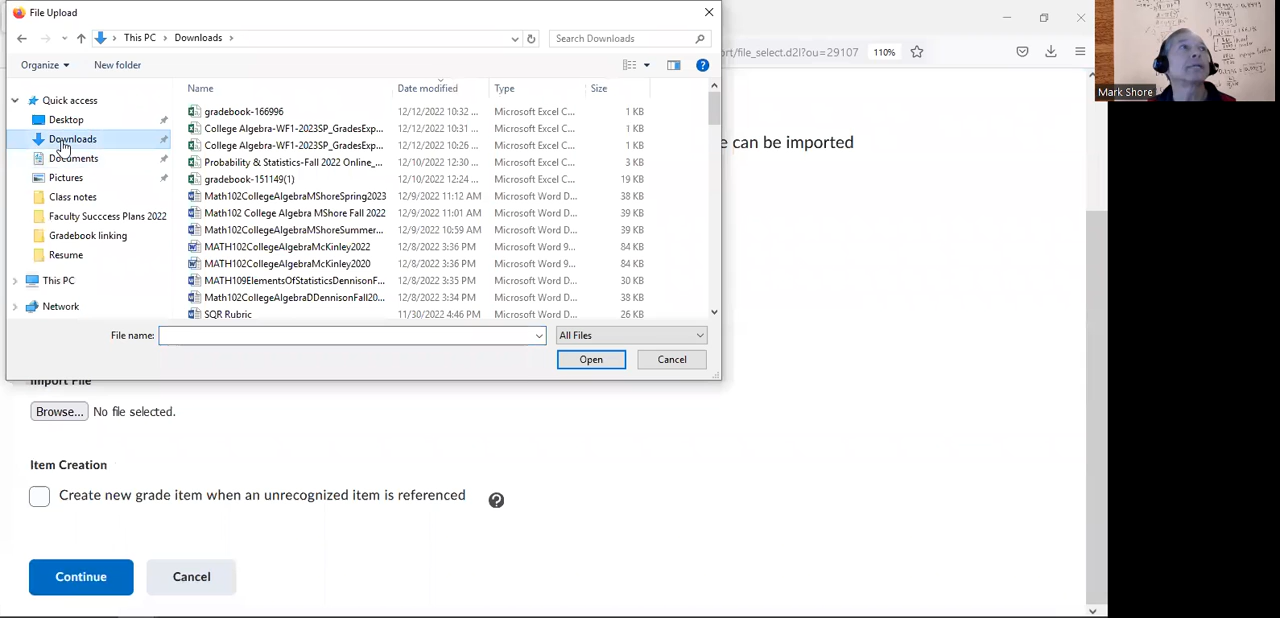 File Upload
This PC > Downloads >
Search Downloads
Organize
New folder
Name Date modified Type Size
Quick access
Desktop
Downloads
Documents
Pictures
Class notes
Faculty Succcess Plans 2022
Gradebook linking
Resume
This PC
Network
gradebook-166996 12/12/2022 10:32 ... Microsoft Excel C... 1 KB
College Algebra-WF1-2023SP_GradesExp... 12/12/2022 10:31 ... Microsoft Excel C... 1 KB
College Algebra-WF1-2023SP_GradesExp... 12/12/2022 10:26 ... Microsoft Excel C... 1 KB
Probability & Statistics-Fall 2022 Online_... 12/10/2022 12:30 ... Microsoft Excel C... 3 KB
gradebook-151149(1) 12/10/2022 12:24 ... Microsoft Excel C... 19 KB
Math102CollegeAlgebraMShoreSpring2023 12/9/2022 11:12 AM Microsoft Word D... 38 KB
Math102 College Algebra MShore Fall 2022 12/9/2022 11:01 AM Microsoft Word D... 39 KB
Math102CollegeAlgebraMShoreSummer... 12/9/2022 10:59 AM Microsoft Word D... 39 KB
MATH102CollegeAlgebraMcKinley2022 12/8/2022 3:36 PM Microsoft Word 9... 84 KB
MATH102CollegeAlgebraMcKinley2020 12/8/2022 3:36 PM Microsoft Word 9... 84 KB
MATH109ElementsOfStatisticsDennisonF... 12/8/2022 3:35 PM Microsoft Word D... 30 KB
Math102CollegeAlgebraDDennisonFall20... 12/8/2022 3:34 PM Microsoft Word D... 38 KB
SQR Rubric 11/30/2022 4:46 PM Microsoft Word D... 26 KB
File name:
All Files
Open
Cancel
ort/file_select.d2l?ou=29107
110%
Mark Shore
e can be imported
Import File
Browse... No file selected.
Item Creation
Create new grade item when an unrecognized item is referenced
Continue
Cancel